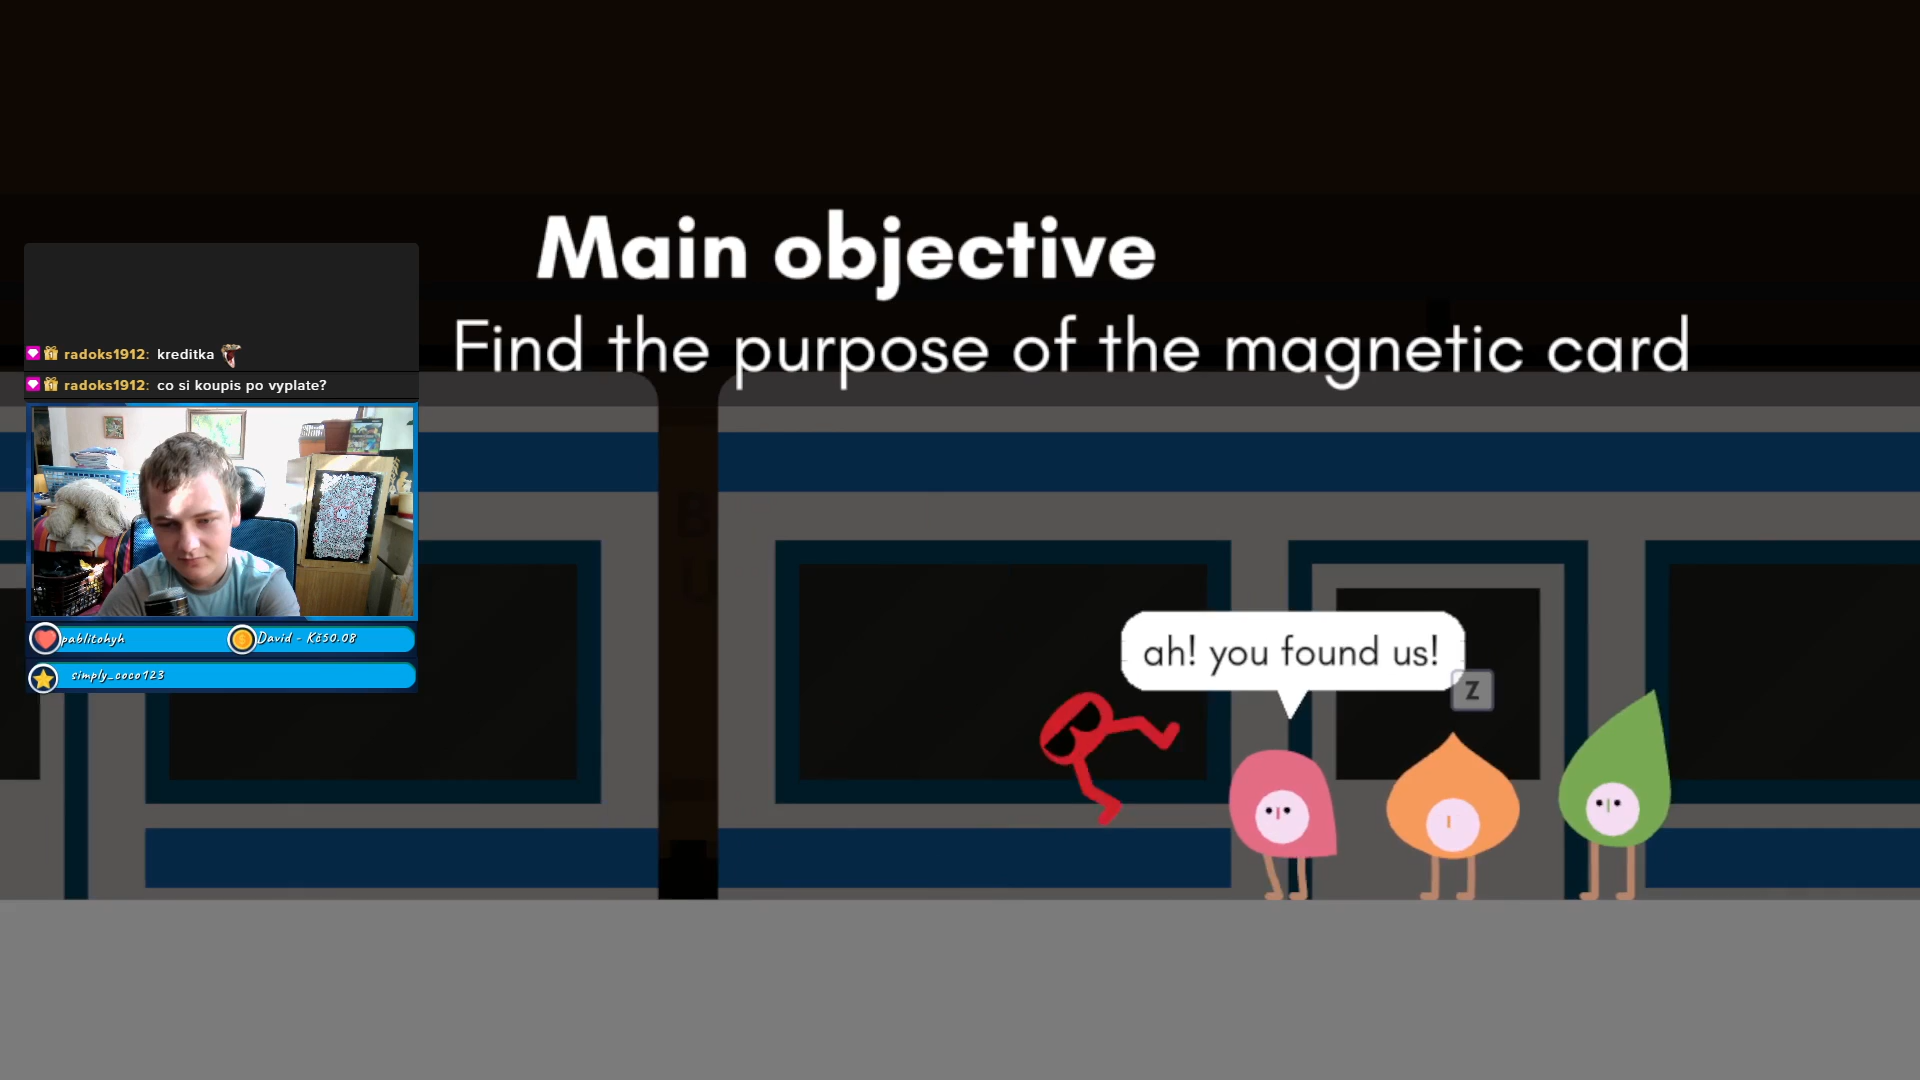 Main objective
Find the purpose of the magnetic card
radoks1912: kreditka
radoks1912: co si koupis po vyplate?
pablitohyh
David - Kč50.08
simply_coco123
ah! you found us!
Z
B
U